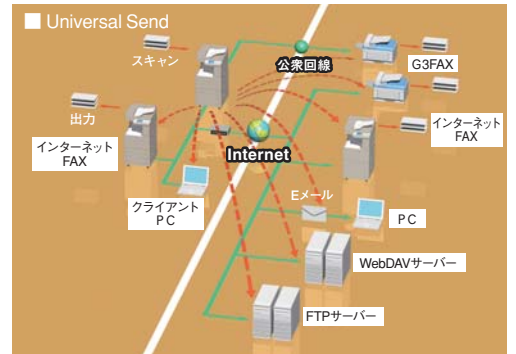 ■ Universal Send
スキャン
公衆回線
G3FAX
出力
インターネット
FAX
Internet
インターネット
FAX
クライアント
PC
Eメール
PC
WebDAVサーバー
FTPサーバー